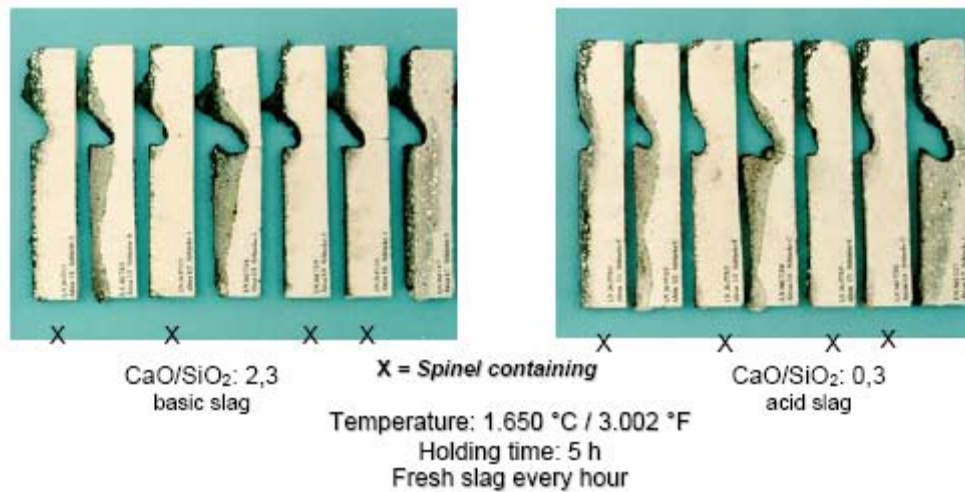 X X X X
X X X X
CaO/SiO₂: 2,3
basic slag
X = Spinel containing
CaO/SiO₂: 0,3
acid slag
Temperature: 1.650 °C / 3.002 °F
Holding time: 5 h
Fresh slag every hour